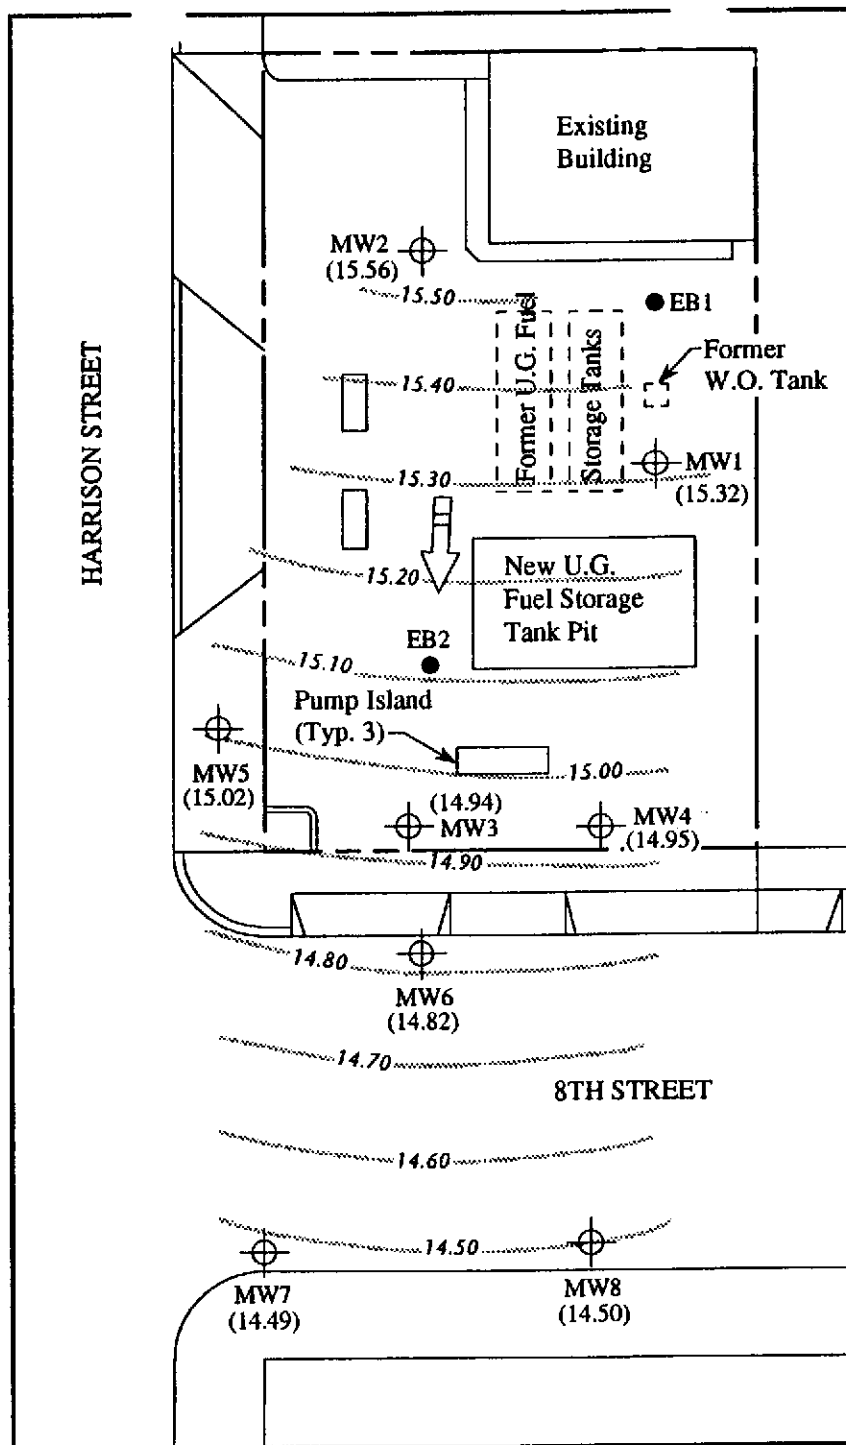 Existing
Building
MW2
(15.56)
15.50
EB1
HARRISON STREET
Former U.G. Fuel
Storage Tanks
Former
W.O. Tank
15.40
15.30
MW1
(15.32)
15.20
New U.G.
Fuel Storage
Tank Pit
EB2
15.10
Pump Island
(Typ. 3)
MW5
(15.02)
15.00
(14.94)
MW3
MW4
(14.95)
14.90
14.80
MW6
(14.82)
14.70
8TH STREET
14.60
14.50
MW7
(14.49)
MW8
(14.50)